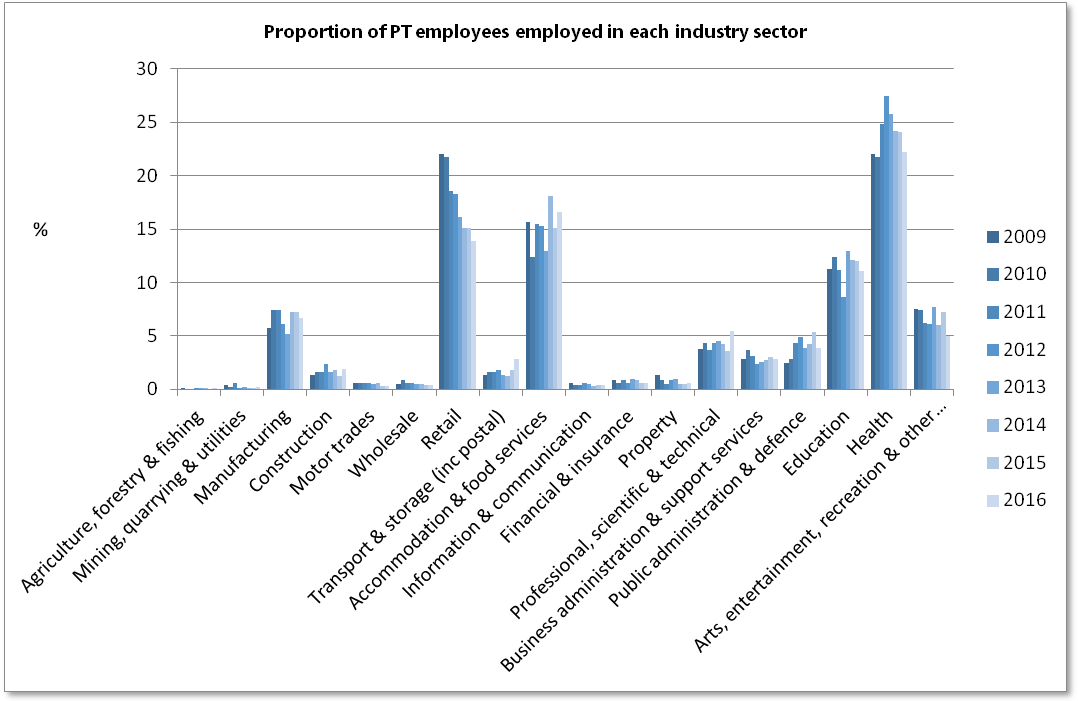 Proportion of PT employees employed in each industry sector
30
25
20
15
10
5
0
%
Agriculture, forestry & fishing
Mining, quarrying & utilities
Manufacturing
Construction
Motor trades
Wholesale
Retail
Transport & storage (inc postal)
Accommodation & food services
Information & communication
Financial & insurance
Property
Professional, scientific & technical
Business administration & support services
Public administration & defence
Education
Health
Arts, entertainment, recreation & other...
2009
2010
2011
2012
2013
2014
2015
2016